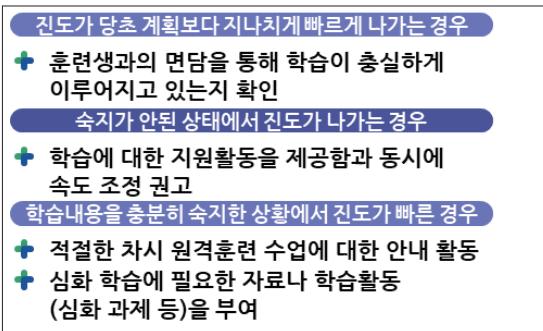 진도가 당초 계획보다 지나치게 빠르게 나가는 경우
훈련생과의 면담을 통해 학습이 충실하게
이루어지고 있는지 확인
숙지가 안된 상태에서 진도가 나가는 경우
학습에 대한 지원활동을 제공함과 동시에
속도 조정 권고
학습내용을 충분히 숙지한 상황에서 진도가 빠른 경우
적절한 차시 원격훈련 수업에 대한 안내 활동
심화 학습에 필요한 자료나 학습활동
(심화 과제 등)을 부여